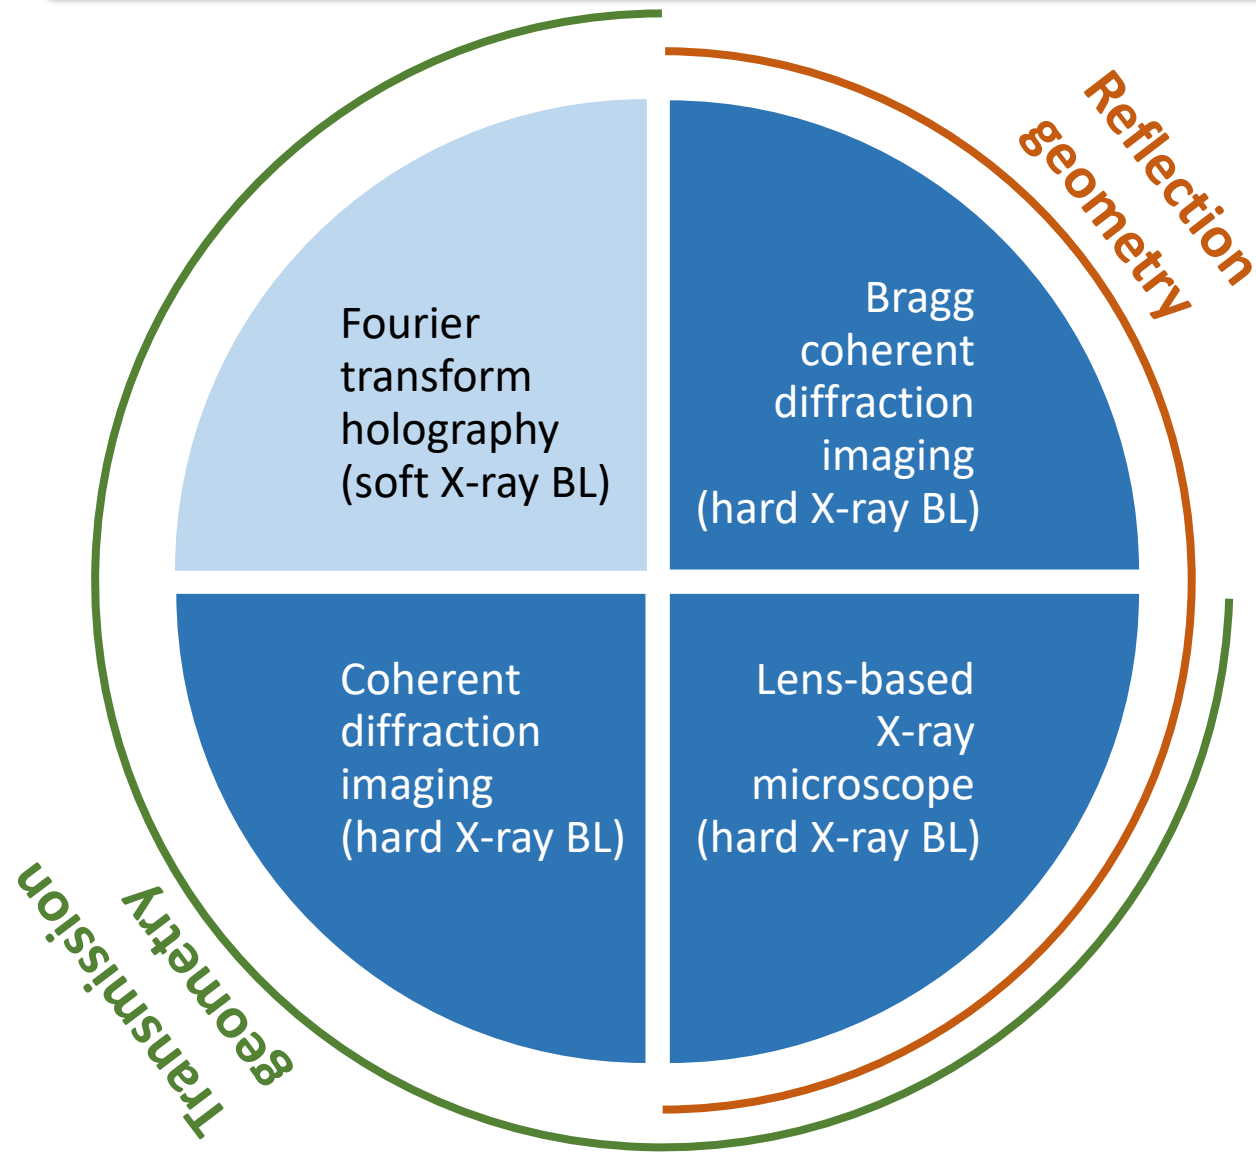 Reflection
geometry
Fourier
transform
holography
(soft X-ray BL)
Bragg
coherent
diffraction
imaging
(hard X-ray BL)
Coherent
diffraction
imaging
(hard X-ray BL)
Lens-based
X-ray
microscope
(hard X-ray BL)
Transmission
geometry